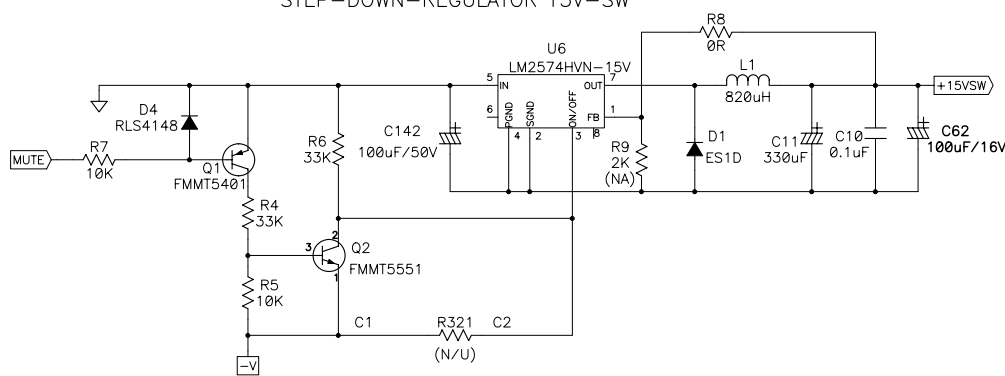 STEP-DOWN-REGULATOR 15V-SW
R8
0R
U6
LM2574HVN-15V
5
IN
OUT
7
L1
820uH
+15VSW
6
PGND
SGND
ON/OFF
FB
1
4
2
3
8
D4
RLS4148
R6
33K
C142
100uF/50V
R9
2K
(NA)
D1
ES1D
C11
330uF
C10
0.1uF
C62
100uF/16V
MUTE
R7
10K
Q1
FMMT5401
R4
33K
2
3
Q2
FMMT5551
1
R5
10K
C1
R321
C2
(N/U)
-V